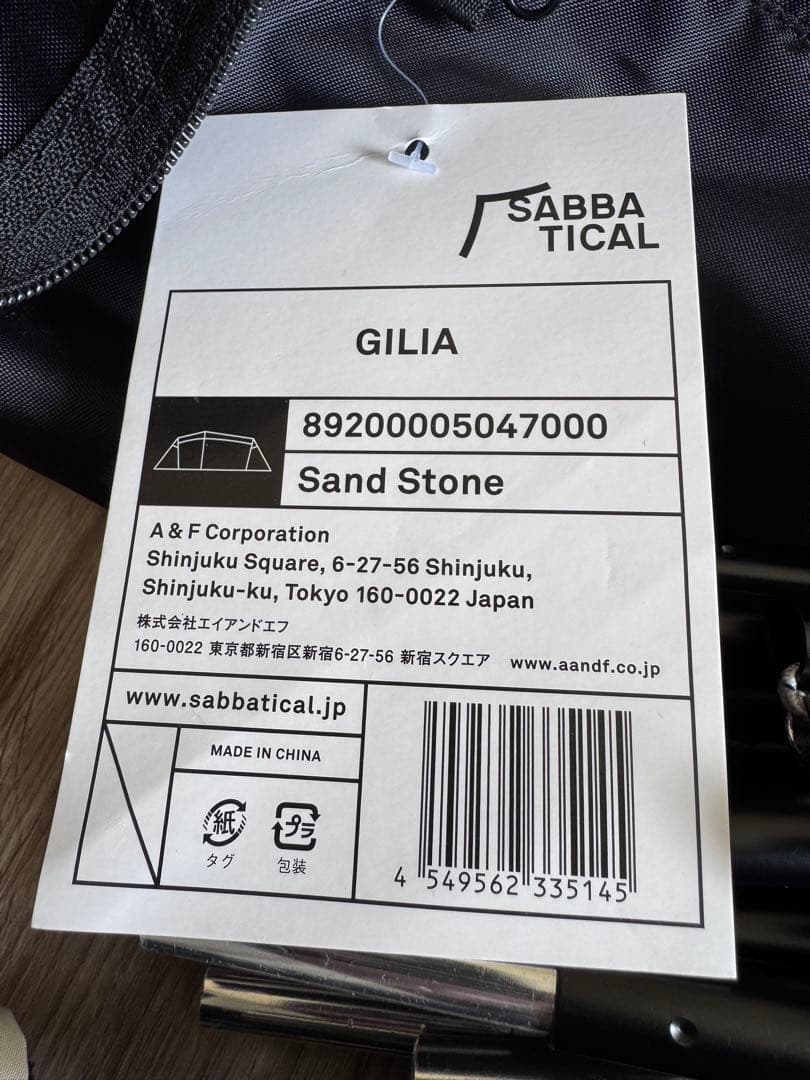 SABBA
TICAL
GILIA
89200005047000
Sand Stone
A & F Corporation
Shinjuku Square, 6-27-56 Shinjuku,
Shinjuku-ku, Tokyo 160-0022 Japan
株式会社エイアンドエフ
160-0022 東京都新宿区新宿6-27-56 新宿スクエア www.aandf.co.jp
www.sabbatical.jp
MADE IN CHINA
紙 プラ
タグ 包装
4 549562 335145